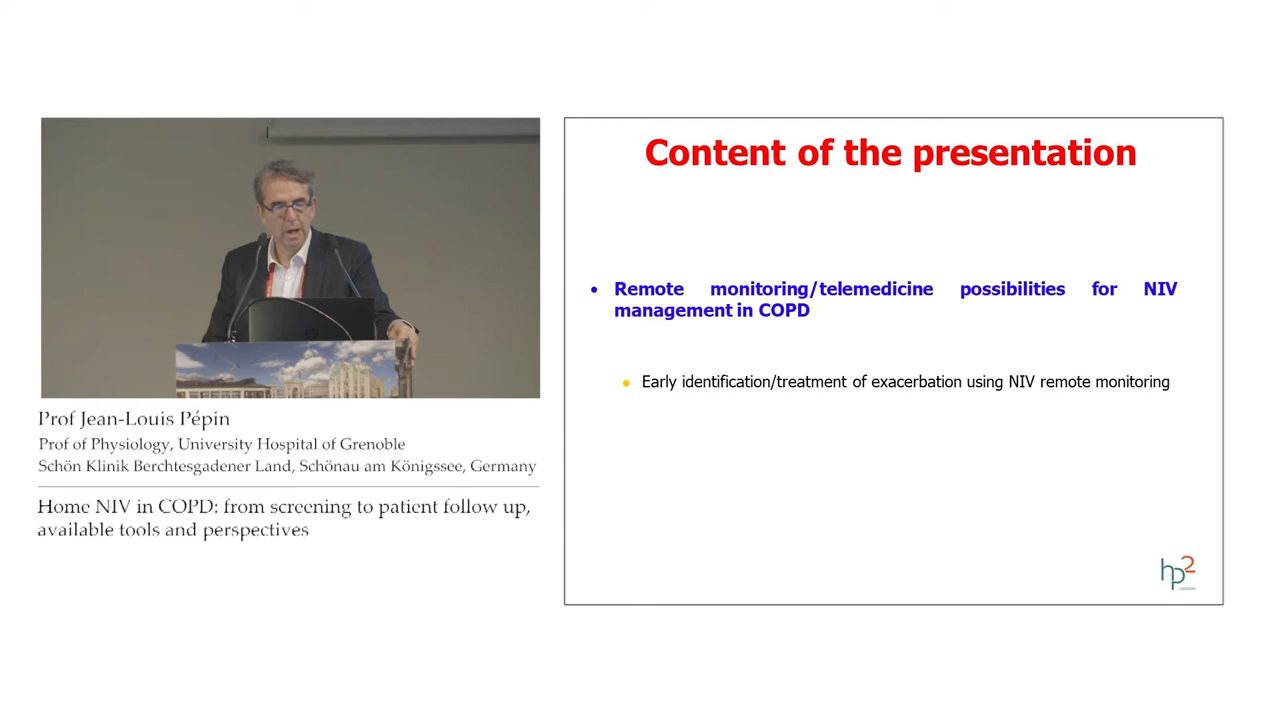 Prof Jean-Louis Pépin
Prof of Physiology, University Hospital of Grenoble
Schön Klinik Berchtesgadener Land, Schönau am Königssee, Germany
Home NIV in COPD: from screening to patient follow up,
available tools and perspectives
Content of the presentation
• Remote monitoring/telemedicine possibilities for NIV
management in COPD
• Early identification/treatment of exacerbation using NIV remote monitoring
hp2